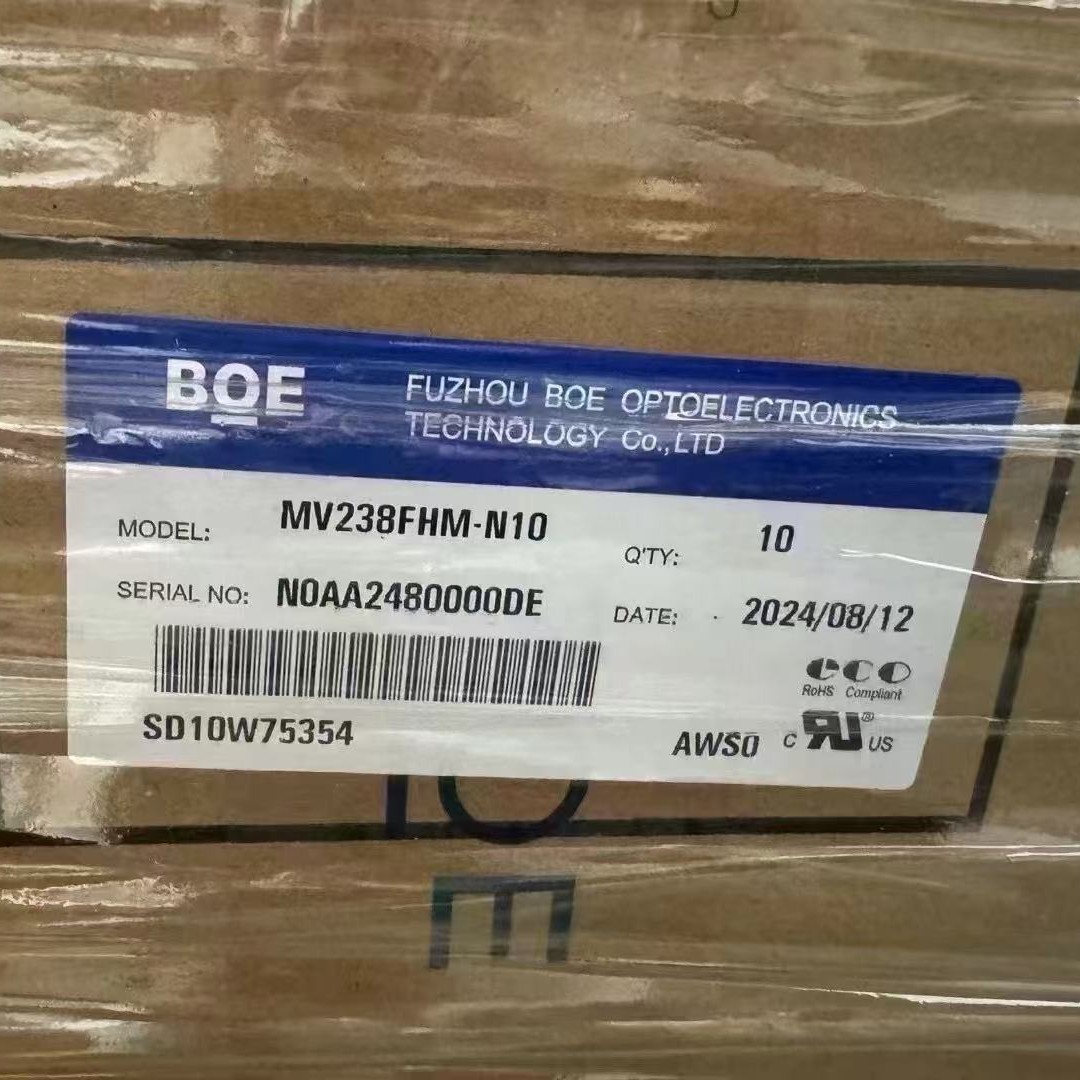 BOE
FUZHOU BOE OPTOELECTRONICS
TECHNOLOGY Co.,LTD
MODEL: MV238FHM-N10
Q'TY: 10
SERIAL NO: N0AA2480000DE
DATE: 2024/08/12
eco
RoHS Compliant
SD10W75354
AWS0
C RU® US